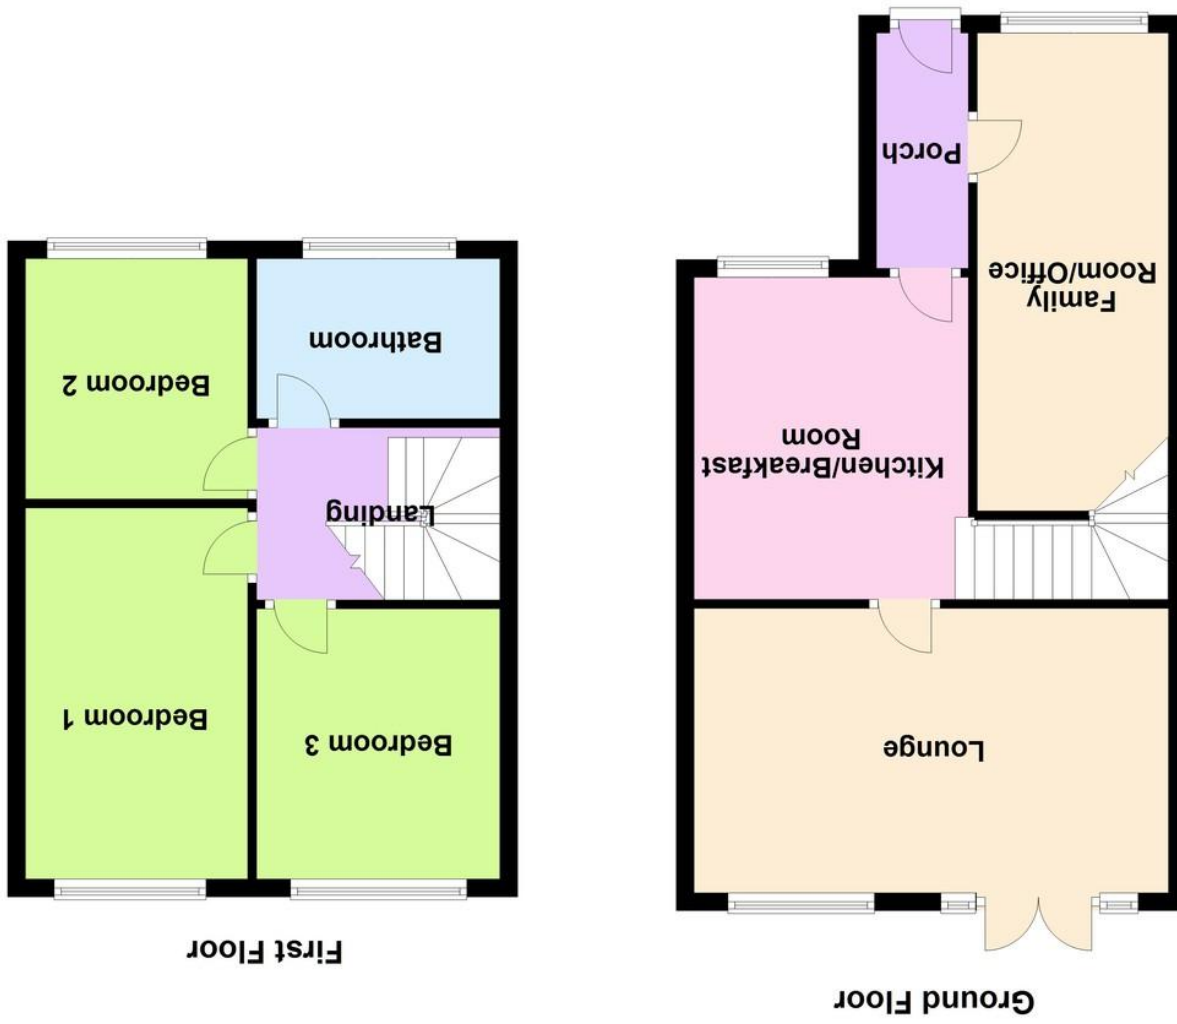 Ground Floor
Lounge
Kitchen/Breakfast
Room
Family
Room/Office
Porch
First Floor
Bedroom 3
Bedroom 1
Landing
Bedroom 2
Bathroom